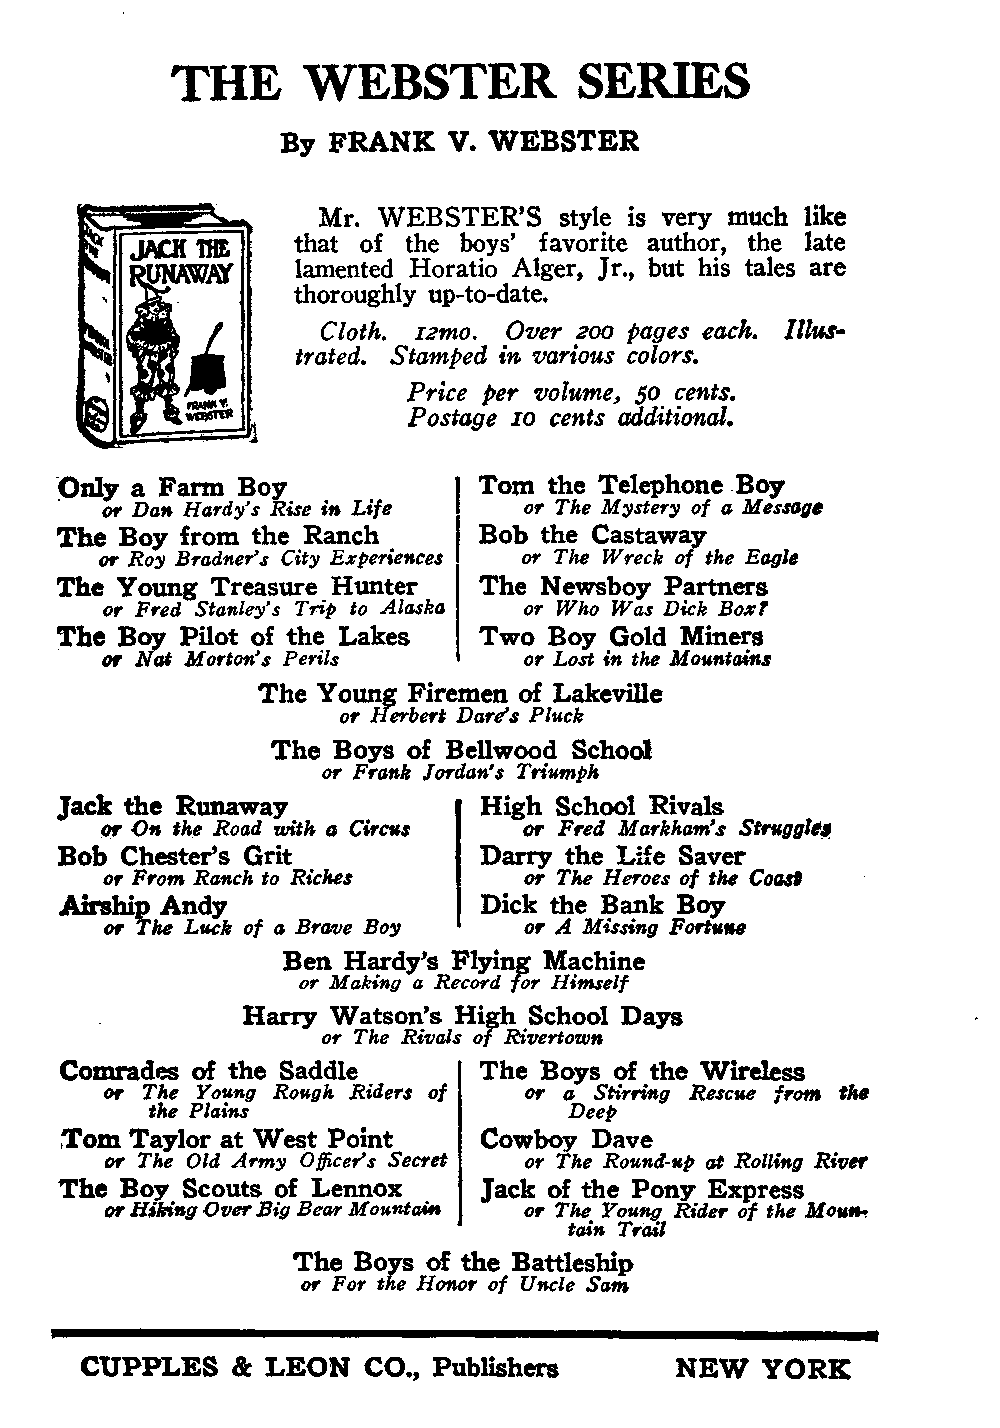 THE WEBSTER SERIES
By FRANK V. WEBSTER
JACK THE
RUNAWAY
FRANK V.
WEBSTER
Mr. WEBSTER'S style is very much like
that of the boys' favorite author, the late
lamented Horatio Alger, Jr., but his tales are
thoroughly up-to-date.
Cloth. 12mo. Over 200 pages each. Illus-
trated. Stamped in various colors.
Price per volume, 50 cents.
Postage 10 cents additional.
Only a Farm Boy
or Dan Hardy's Rise in Life
The Boy from the Ranch
or Roy Bradner's City Experiences
The Young Treasure Hunter
or Fred Stanley's Trip to Alaska
The Boy Pilot of the Lakes
or Nat Morton's Perils
Tom the Telephone Boy
or The Mystery of a Message
Bob the Castaway
or The Wreck of the Eagle
The Newsboy Partners
or Who Was Dick Box?
Two Boy Gold Miners
or Lost in the Mountains
The Young Firemen of Lakeville
or Herbert Dare's Pluck
The Boys of Bellwood School
or Frank Jordan's Triumph
Jack the Runaway
or On the Road with a Circus
Bob Chester's Grit
or From Ranch to Riches
Airship Andy
or The Luck of a Brave Boy
High School Rivals
or Fred Markham's Struggles
Darry the Life Saver
or The Heroes of the Coast
Dick the Bank Boy
or A Missing Fortune
Ben Hardy's Flying Machine
or Making a Record for Himself
Harry Watson's High School Days
or The Rivals of Rivertown
Comrades of the Saddle
or The Young Rough Riders of
the Plains
Tom Taylor at West Point
or The Old Army Officer's Secret
The Boy Scouts of Lennox
or Hiking Over Big Bear Mountain
The Boys of the Wireless
or a Stirring Rescue from the
Deep
Cowboy Dave
or The Round-up at Rolling River
Jack of the Pony Express
or The Young Rider of the Moun-
tain Trail
The Boys of the Battleship
or For the Honor of Uncle Sam
CUPPLES & LEON CO., Publishers NEW YORK